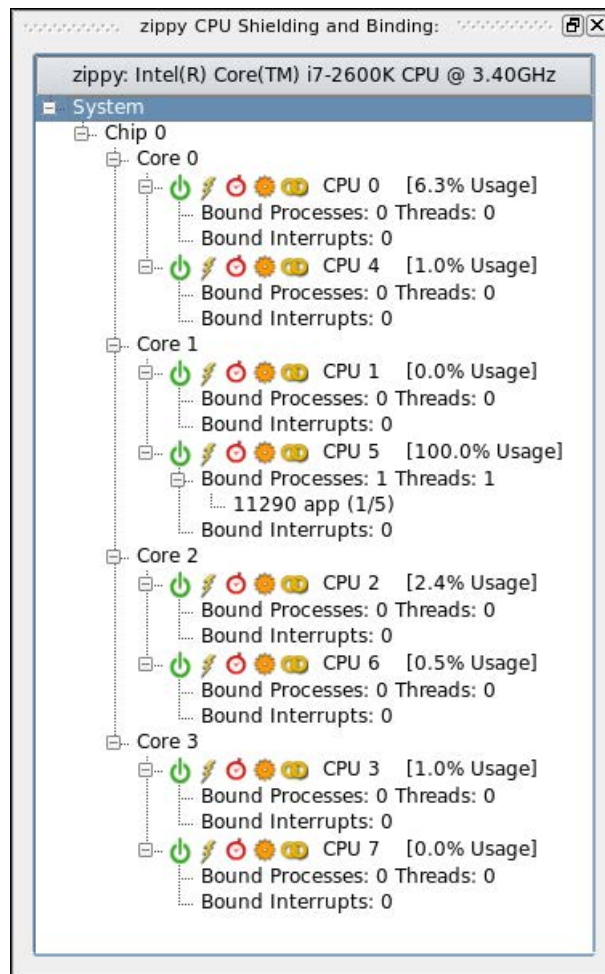 zippy CPU Shielding and Binding:
zippy: Intel(R) Core(TM) i7-2600K CPU @ 3.40GHz
System
Chip 0
Core 0
CPU 0 [6.3% Usage]
Bound Processes: 0 Threads: 0
Bound Interrupts: 0
CPU 4 [1.0% Usage]
Bound Processes: 0 Threads: 0
Bound Interrupts: 0
Core 1
CPU 1 [0.0% Usage]
Bound Processes: 0 Threads: 0
Bound Interrupts: 0
CPU 5 [100.0% Usage]
Bound Processes: 1 Threads: 1
11290 app (1/5)
Bound Interrupts: 0
Core 2
CPU 2 [2.4% Usage]
Bound Processes: 0 Threads: 0
Bound Interrupts: 0
CPU 6 [0.5% Usage]
Bound Processes: 0 Threads: 0
Bound Interrupts: 0
Core 3
CPU 3 [1.0% Usage]
Bound Processes: 0 Threads: 0
Bound Interrupts: 0
CPU 7 [0.0% Usage]
Bound Processes: 0 Threads: 0
Bound Interrupts: 0